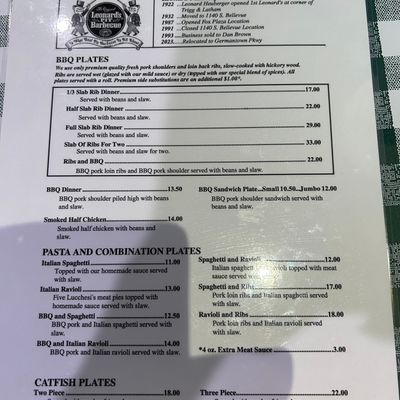 Leonard's
Pit
Barbecue
1922 ...Leonard Heuberger opened 1st Leonard's at corner of
Trigg & Latham
1932 ...Moved to 1140 S. Bellevue
1987 ...Opened Fox Plaza Location
1991 ...Closed 1140 S. Bellevue Location
1993 ...Business sold to Dan Brown
2023 ...Relocated to Germantown Pkwy
BBQ PLATES
We use only premium quality fresh pork shoulders and loin back ribs, slow-cooked with hickory wood.
Ribs are served wet (glazed with our mild sauce) or dry (topped with our special blend of spices). All
plates served with a roll. Premium side substitutions are an additional $1.00*.
1/3 Slab Rib Dinner 17.00
Served with beans and slaw.
Half Slab Rib Dinner 22.00
Served with beans and slaw.
Full Slab Rib Dinner 29.00
Served with beans and slaw.
Slab Of Ribs For Two 33.00
Served with beans and slaw for two.
Ribs and BBQ 22.00
BBQ pork loin ribs and BBQ pork shoulder served with beans and slaw.
BBQ Dinner 13.50
BBQ pork shoulder piled high with beans
and slaw.
Smoked Half Chicken 14.00
Smoked half chicken with beans and
slaw.
BBQ Sandwich Plate...Small 10.50...Jumbo 12.00
BBQ pork shoulder sandwich served with
beans and slaw.
PASTA AND COMBINATION PLATES
Italian Spaghetti 11.00
Topped with our homemade sauce served
with slaw.
Italian Ravioli 13.00
Five Lucchesi's meat pies topped with
homemade sauce served with slaw.
BBQ and Spaghetti 12.50
BBQ pork and Italian spaghetti served with
slaw.
BBQ and Italian Ravioli 14.00
BBQ pork and Italian ravioli served with
slaw.
Spaghetti and Ravioli 12.00
Italian spaghetti ravioli topped with meat
sauce served with slaw.
Spaghetti and Ribs 17.00
Pork loin ribs and Italian spaghetti served
with slaw.
Ravioli and Ribs 18.00
Pork loin ribs and Italian ravioli served
with slaw.
*4 oz. Extra Meat Sauce 3.00
CATFISH PLATES
Two Piece 18.00
Three Piece 22.00